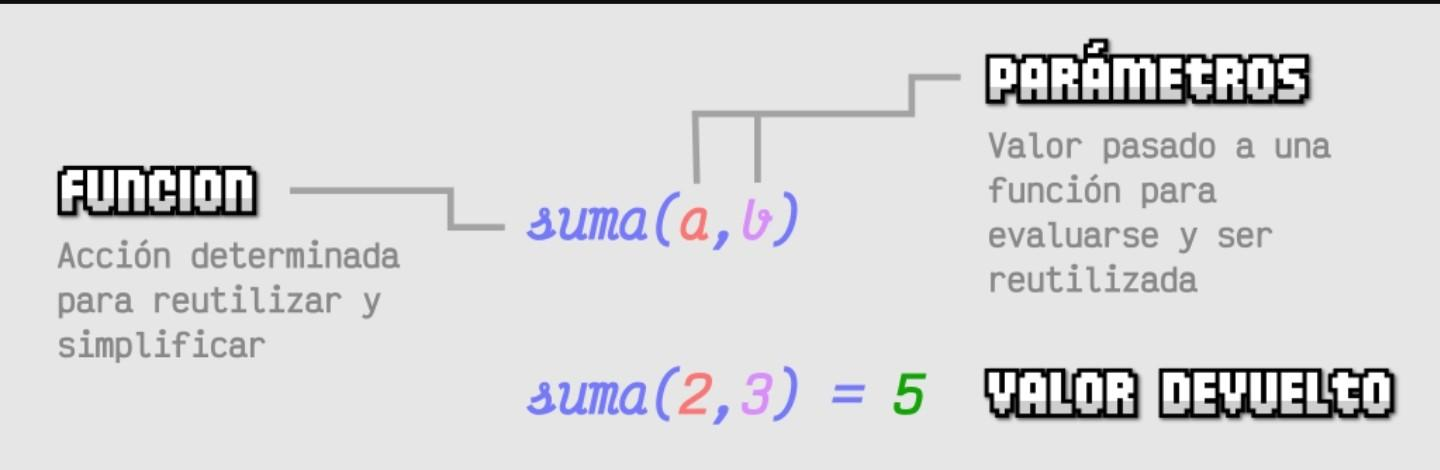 FUNCION
Acción determinada
para reutilizar y
simplificar
suma(a,b)
PARÁMETROS
Valor pasado a una
función para
evaluarse y ser
reutilizada
suma(2,3) = 5
VALOR DEVUELTO